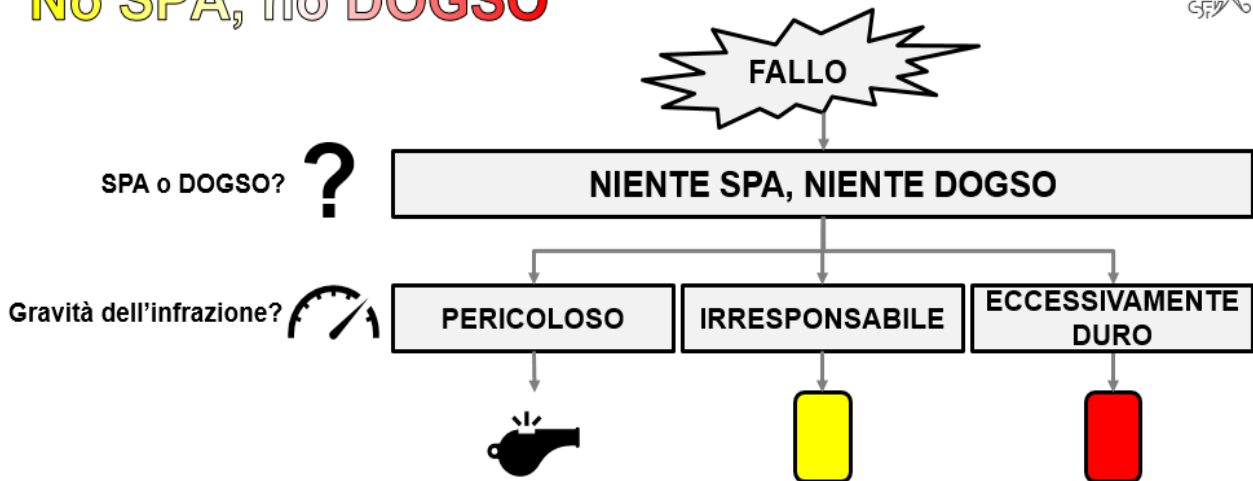 No SPA, no DOGSO
FALLO
SPA o DOGSO?
?
NIENTE SPA, NIENTE DOGSO
Gravità dell'infrazione?
PERICOLOSO
IRRESPONSABILE
ECCESSIVAMENTE
DURO